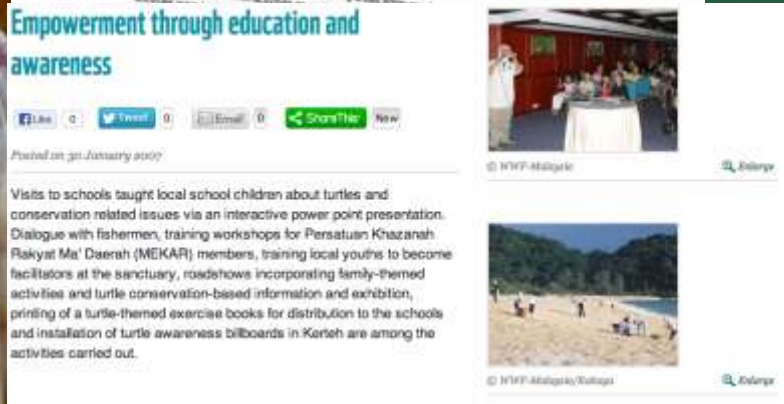 Empowerment through education and
awareness
Like 0 Tweet 0 Email 0 ShareThis New
Posted on 30 January 2007
Visits to schools taught local school children about turtles and
conservation related issues via an interactive power point presentation.
Dialogue with fishermen, training workshops for Persatuan Khazanah
Rakyat Ma' Daerah (MEKAR) members, training local youths to become
facilitators at the sanctuary, roadshows incorporating family-themed
activities and turtle conservation-based information and exhibition,
printing of a turtle-themed exercise books for distribution to the schools
and installation of turtle awareness billboards in Kerteh are among the
activities carried out.
© WWF-Malaysia
Enlarge
© WWF-Malaysia/
Enlarge